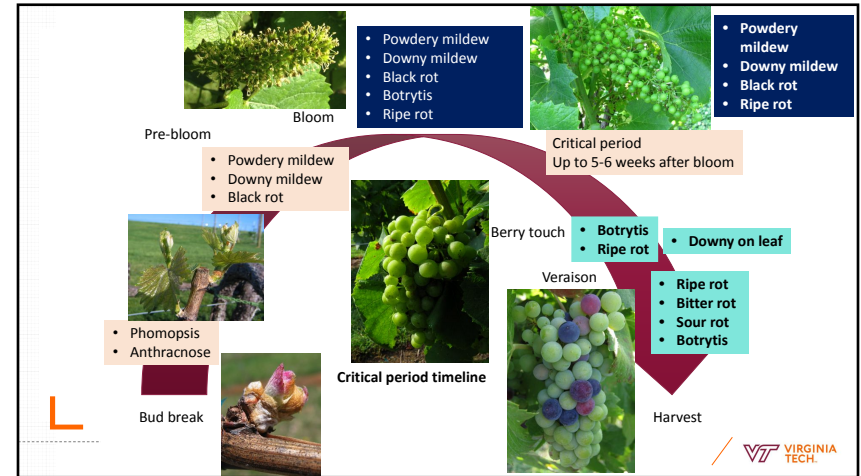 Bloom
• Powdery mildew
• Downy mildew
• Black rot
• Botrytis
• Ripe rot
• Powdery
mildew
• Downy mildew
• Black rot
• Ripe rot
Pre-bloom
• Powdery mildew
• Downy mildew
• Black rot
Critical period
Up to 5-6 weeks after bloom
Berry touch
• Botrytis
• Ripe rot
• Downy on leaf
Veraison
• Ripe rot
• Bitter rot
• Sour rot
• Botrytis
• Phomopsis
• Anthracnose
Critical period timeline
Bud break
Harvest
VT VIRGINIA
TECH.